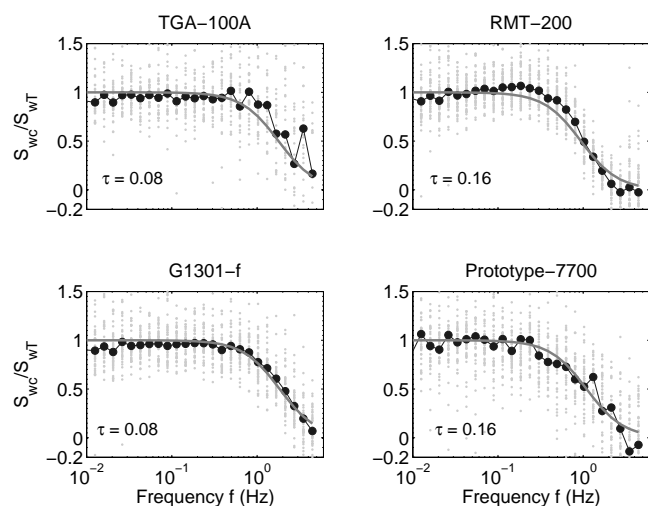 TGA−100A
RMT−200
S_wc/S_wT
1.5
1
0.5
0
−0.2
τ = 0.08
1.5
1
0.5
0
−0.2
τ = 0.16
G1301−f
Prototype−7700
S_wc/S_wT
1.5
1
0.5
0
−0.2
τ = 0.08
10^−2 10^−1 10^0
Frequency f (Hz)
1.5
1
0.5
0
−0.2
τ = 0.16
10^−2 10^−1 10^0
Frequency f (Hz)